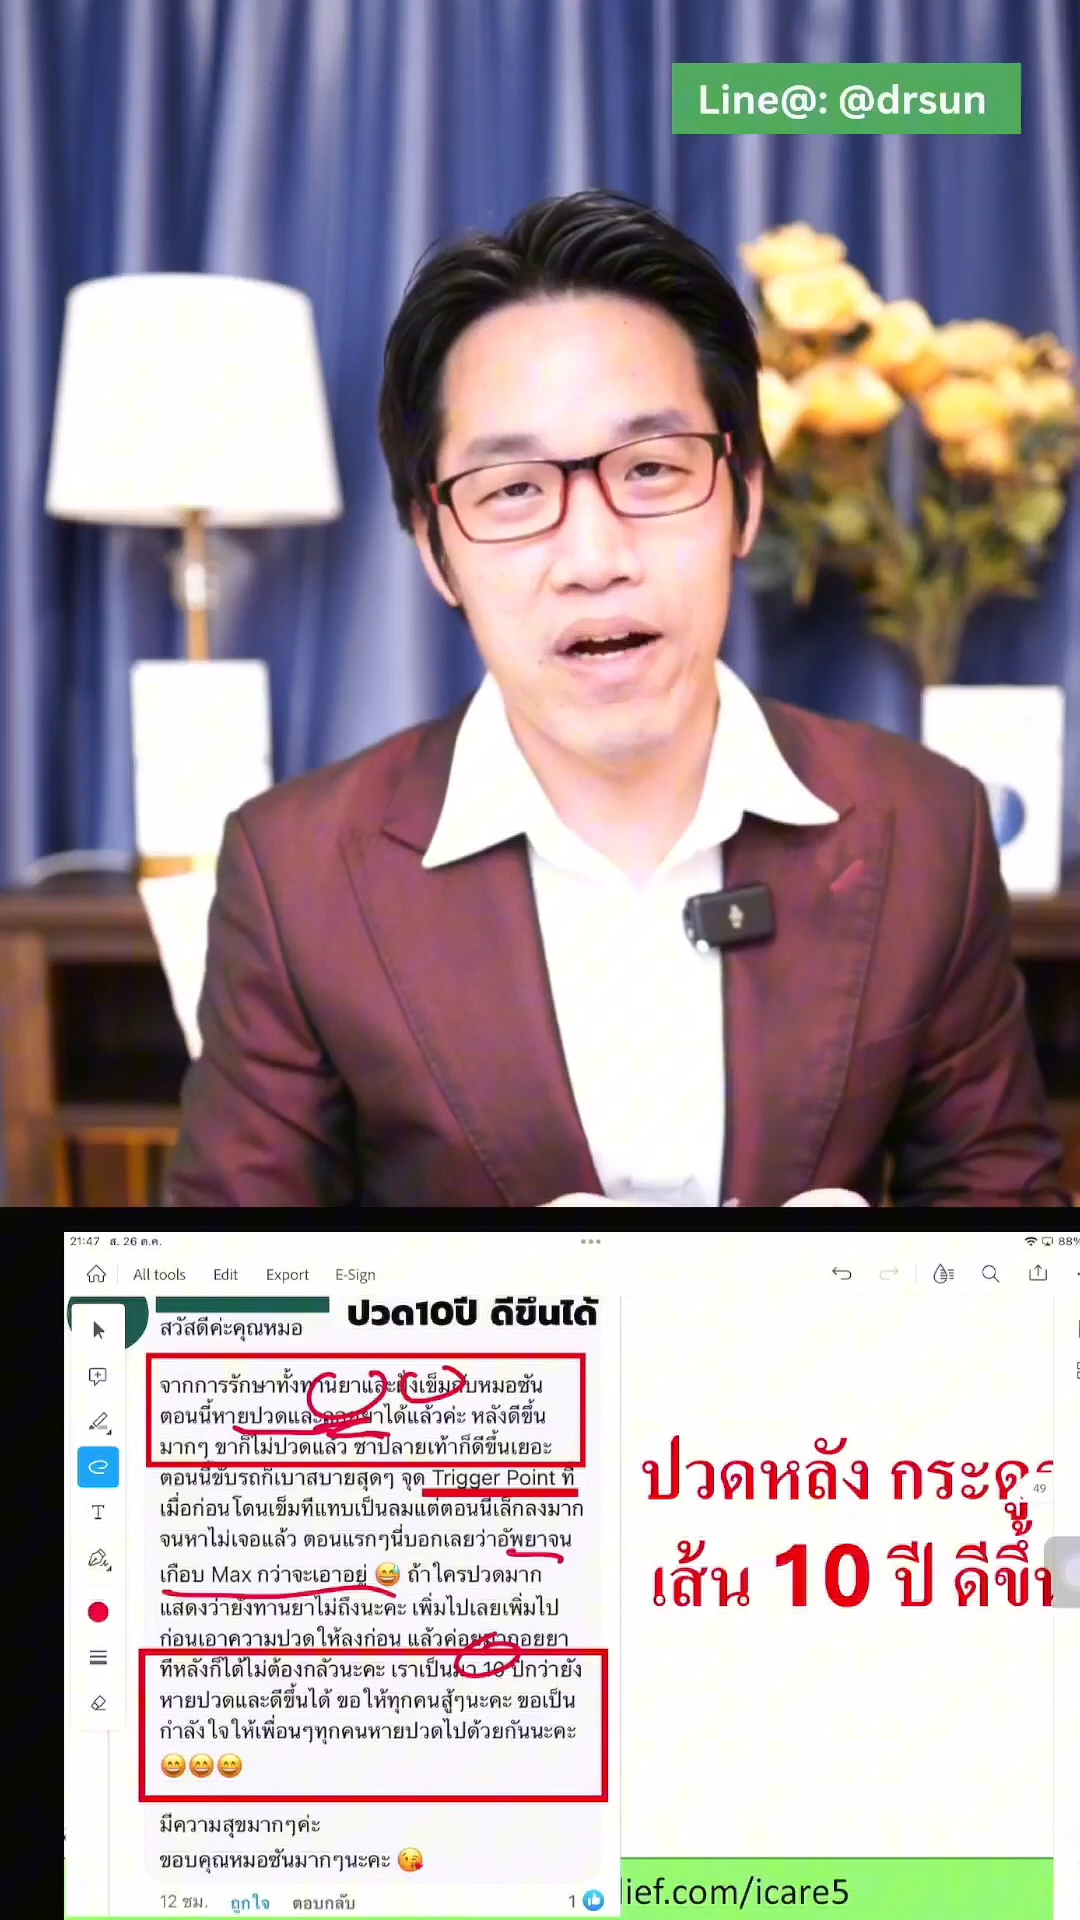 Line@: @drsun
21:47 ส. 26 ต.ค.
88%
All tools Edit Export E-Sign
ปวด10ปี ดีขึ้นได้
สวัสดีค่ะคุณหมอ
จากการรักษาทั้งทานยาและฝังเข็มกับหมอซัน
ตอนนี้หายปวดและถอยยาได้แล้วค่ะ หลังดีขึ้น
มากๆ ขาก็ไม่ปวดแล้ว ชาปลายเท้าก็ดีขึ้นเยอะ
ตอนนี้ขับรถก็เบาสบายสุดๆ จุด Trigger Point ที่
เมื่อก่อนโดนเข็มทีแทบเป็นลมแต่ตอนนี้เล็กลงมาก
จนหาไม่เจอแล้ว ตอนแรกๆนี่บอกเลยว่าอัพยาจน
เกือบ Max กว่าจะเอาอยู่ 😅 ถ้าใครปวดมาก
แสดงว่ายังทานยาไม่ถึงนะคะ เพิ่มไปเลยเพิ่มไป
ก่อนเอาความปวดให้ลงก่อน แล้วค่อยมาถอยยา
ทีหลังก็ได้ไม่ต้องกลัวนะคะ เราเป็นมา 10 ปีกว่ายัง
หายปวดและดีขึ้นได้ ขอให้ทุกคนสู้ๆนะคะ ขอเป็น
กำลังใจให้เพื่อนๆทุกคนหายปวดไปด้วยกันนะคะ
😄😄😄
มีความสุขมากๆค่ะ
ขอบคุณหมอซันมากๆนะคะ 😘
12 ซม. ถูกใจ ตอบกลับ 1
ปวดหลัง กระดู
49
เส้น 10 ปี ดีขึ้
ief.com/icare5